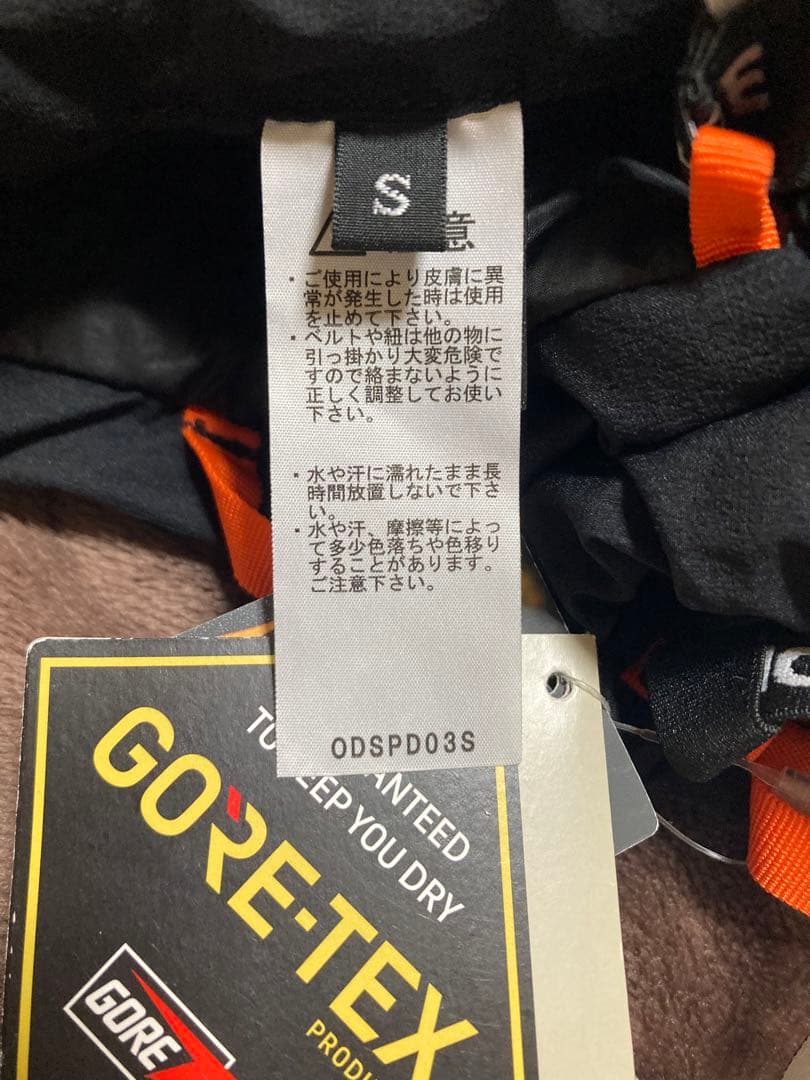 S
意
・ご使用により皮膚に異
常が発生した時は使用
を止めて下さい。
・ベルトや紐は他の物に
引っ掛かり大変危険で
すので絡まないように
正しく調整してお使い
下さい。
・水や汗に濡れたまま長
時間放置しないで下さ
い。
・水や汗、摩擦等によっ
て多少色落ちや色移り
することがあります。
ご注意下さい。
ODSPD03S
KEEP YOU DRY
GORE-TEX
GORE